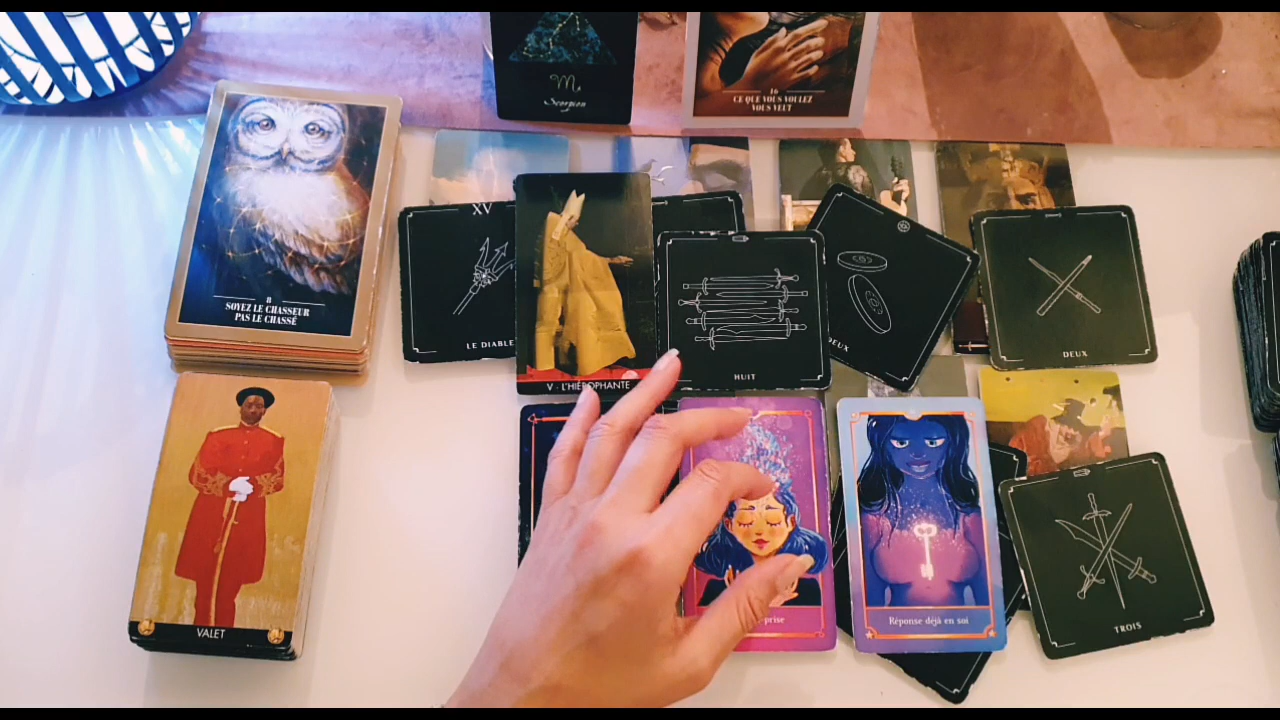 Scorpion
16
CE QUE VOUS VOULEZ
VOUS VEUT
8
SOYEZ LE CHASSEUR
PAS LE CHASSÉ
XV
LE DIABLE
V - L'HIÉROPHANTE
HUIT
DEUX
DEUX
VALET
Réponse déjà en soi
TROIS